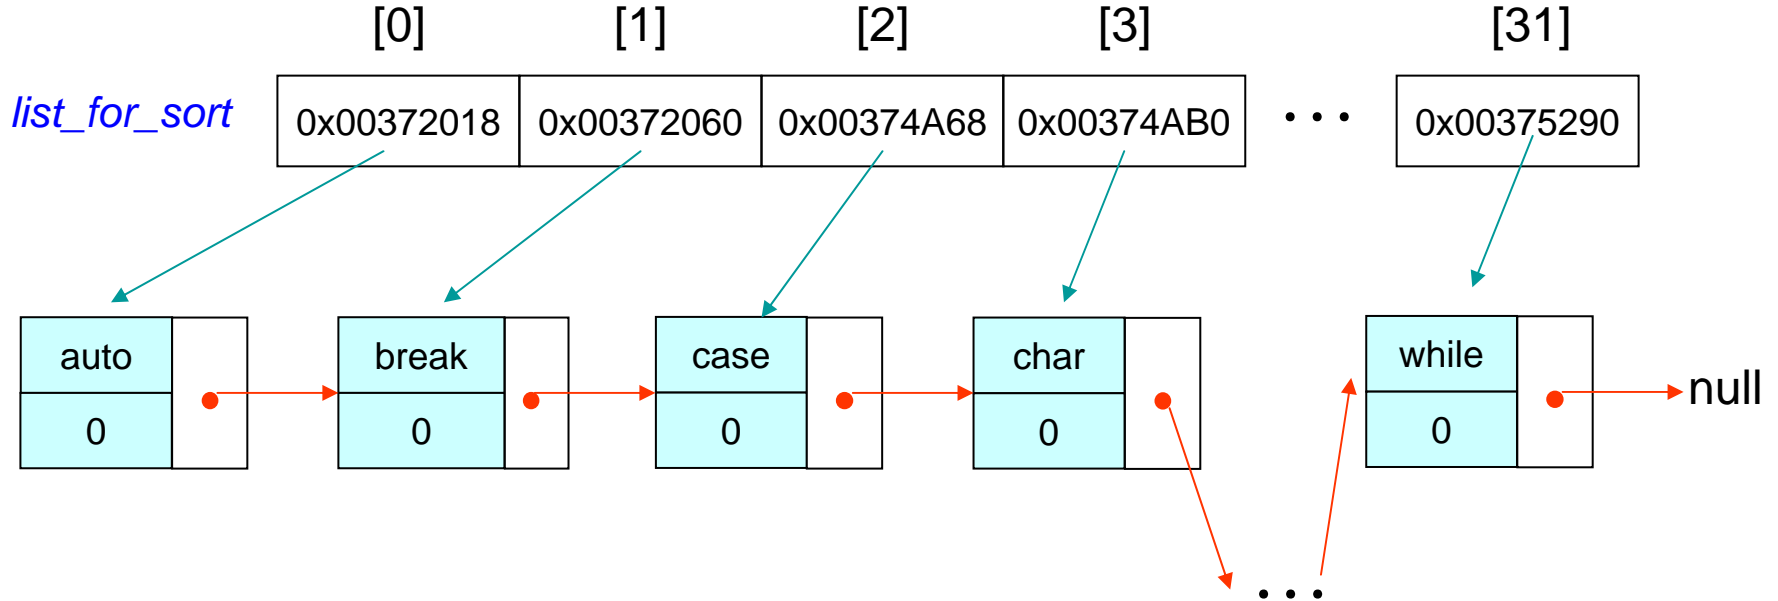 [0] [1] [2] [3] [31]
list_for_sort 0x00372018 0x00372060 0x00374A68 0x00374AB0 ... 0x00375290
auto break case char while
null
0 0 0 0 0
...